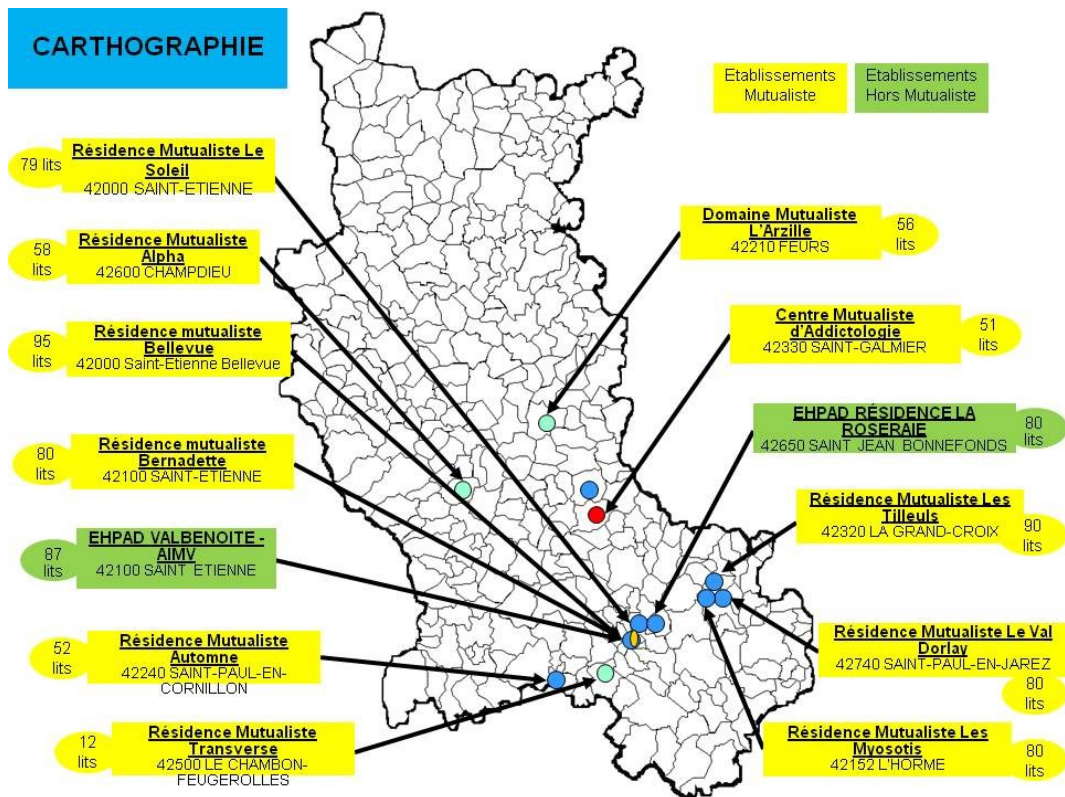 CARTHOGRAPHIE
Etablissements
Mutualiste
Etablissements
Hors Mutualiste
79 lits
Résidence Mutualiste Le
Soleil
42000 SAINT-ETIENNE
58
lits
Résidence Mutualiste
Alpha
42600 CHAMPDIEU
95
lits
Résidence mutualiste
Bellevue
42000 Saint-Etienne Bellevue
80
lits
Résidence mutualiste
Bernadette
42100 SAINT-ETIENNE
87
lits
EHPAD VALBENOITE -
AIMV
42100 SAINT ETIENNE
52
lits
Résidence Mutualiste
Automne
42240 SAINT-PAUL-EN-
CORNILLON
12
lits
Résidence Mutualiste
Transverse
42500 LE CHAMBON-
FEUGEROLLES
Domaine Mutualiste
L'Arzille
42210 FEURS
56
lits
Centre Mutualiste
d'Addictologie
42330 SAINT-GALMIER
51
lits
EHPAD RÉSIDENCE LA
ROSERAIE
42650 SAINT JEAN BONNEFONDS
80
lits
Résidence Mutualiste Les
Tilleuls
42320 LA GRAND-CROIX
90
lits
Résidence Mutualiste Le Val
Dorlay
42740 SAINT-PAUL-EN-JAREZ
80
lits
Résidence Mutualiste Les
Myosotis
42152 L'HORME
80
lits